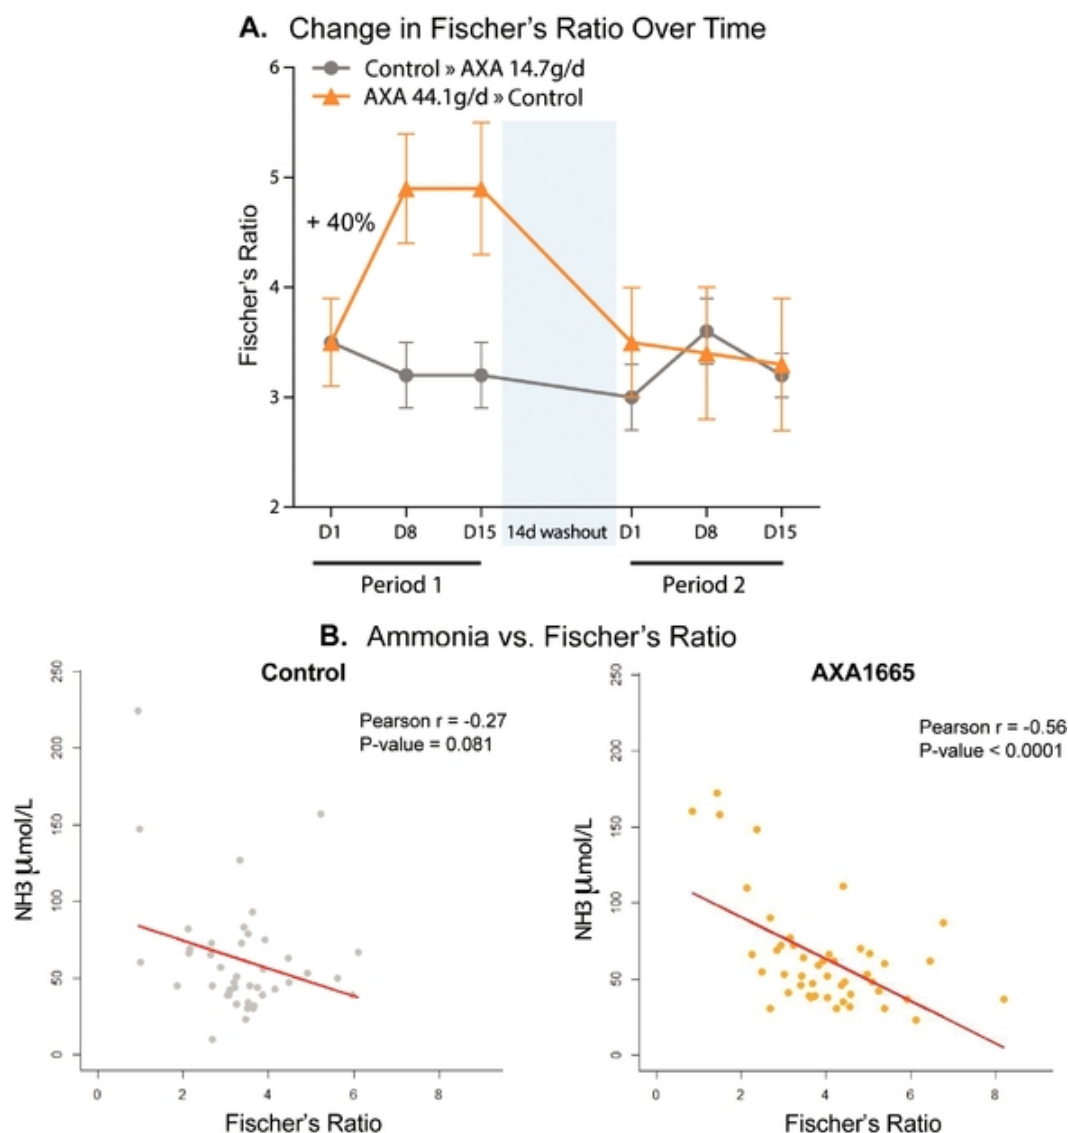 A. Change in Fischer's Ratio Over Time
Control » AXA 14.7g/d
AXA 44.1g/d » Control
6
5
4
3
2
Fischer's Ratio
+ 40%
D1 D8 D15 14d washout D1 D8 D15
Period 1 Period 2
B. Ammonia vs. Fischer's Ratio
Control
Pearson r = -0.27
P-value = 0.081
250
200
150
100
50
0
NH3 μmol/L
0 2 4 6 8
Fischer's Ratio
AXA1665
Pearson r = -0.56
P-value < 0.0001
250
200
150
100
50
0
NH3 μmol/L
0 2 4 6 8
Fischer's Ratio